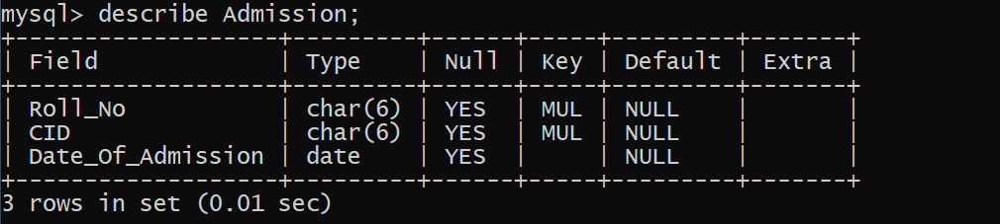 mysql> describe Admission;
+-------------------+---------+------+-----+---------+-------+
| Field             | Type    | Null | Key | Default | Extra |
+-------------------+---------+------+-----+---------+-------+
| Roll_No           | char(6) | YES  | MUL | NULL    |       |
| CID               | char(6) | YES  | MUL | NULL    |       |
| Date_Of_Admission | date    | YES  |     | NULL    |       |
+-------------------+---------+------+-----+---------+-------+
3 rows in set (0.01 sec)